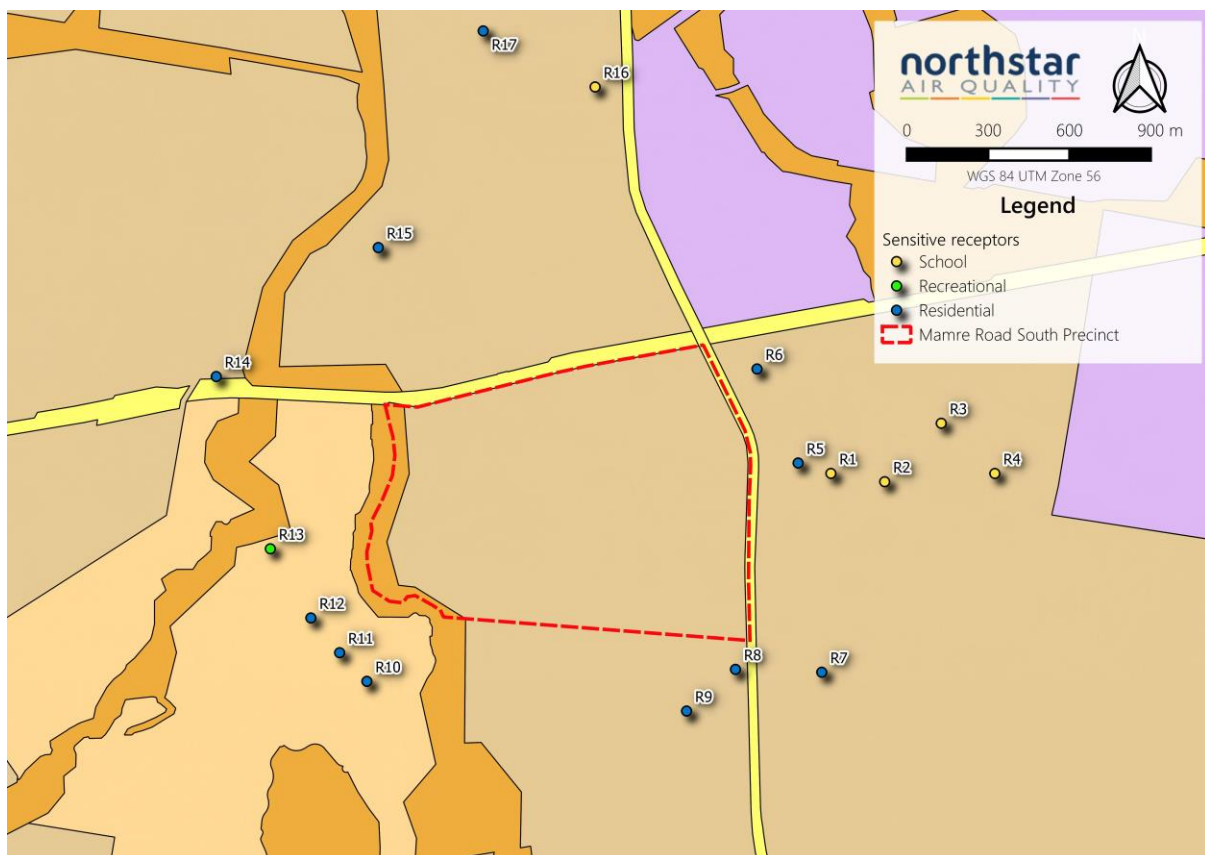 R17
R16
northstar
AIR QUALITY
N
0 300 600 900 m
WGS 84 UTM Zone 56
Legend
Sensitive receptors
School
Recreational
Residential
Mamre Road South Precinct
R15
R14
R6
R3
R5
R1
R2
R4
R13
R12
R11
R10
R8
R7
R9